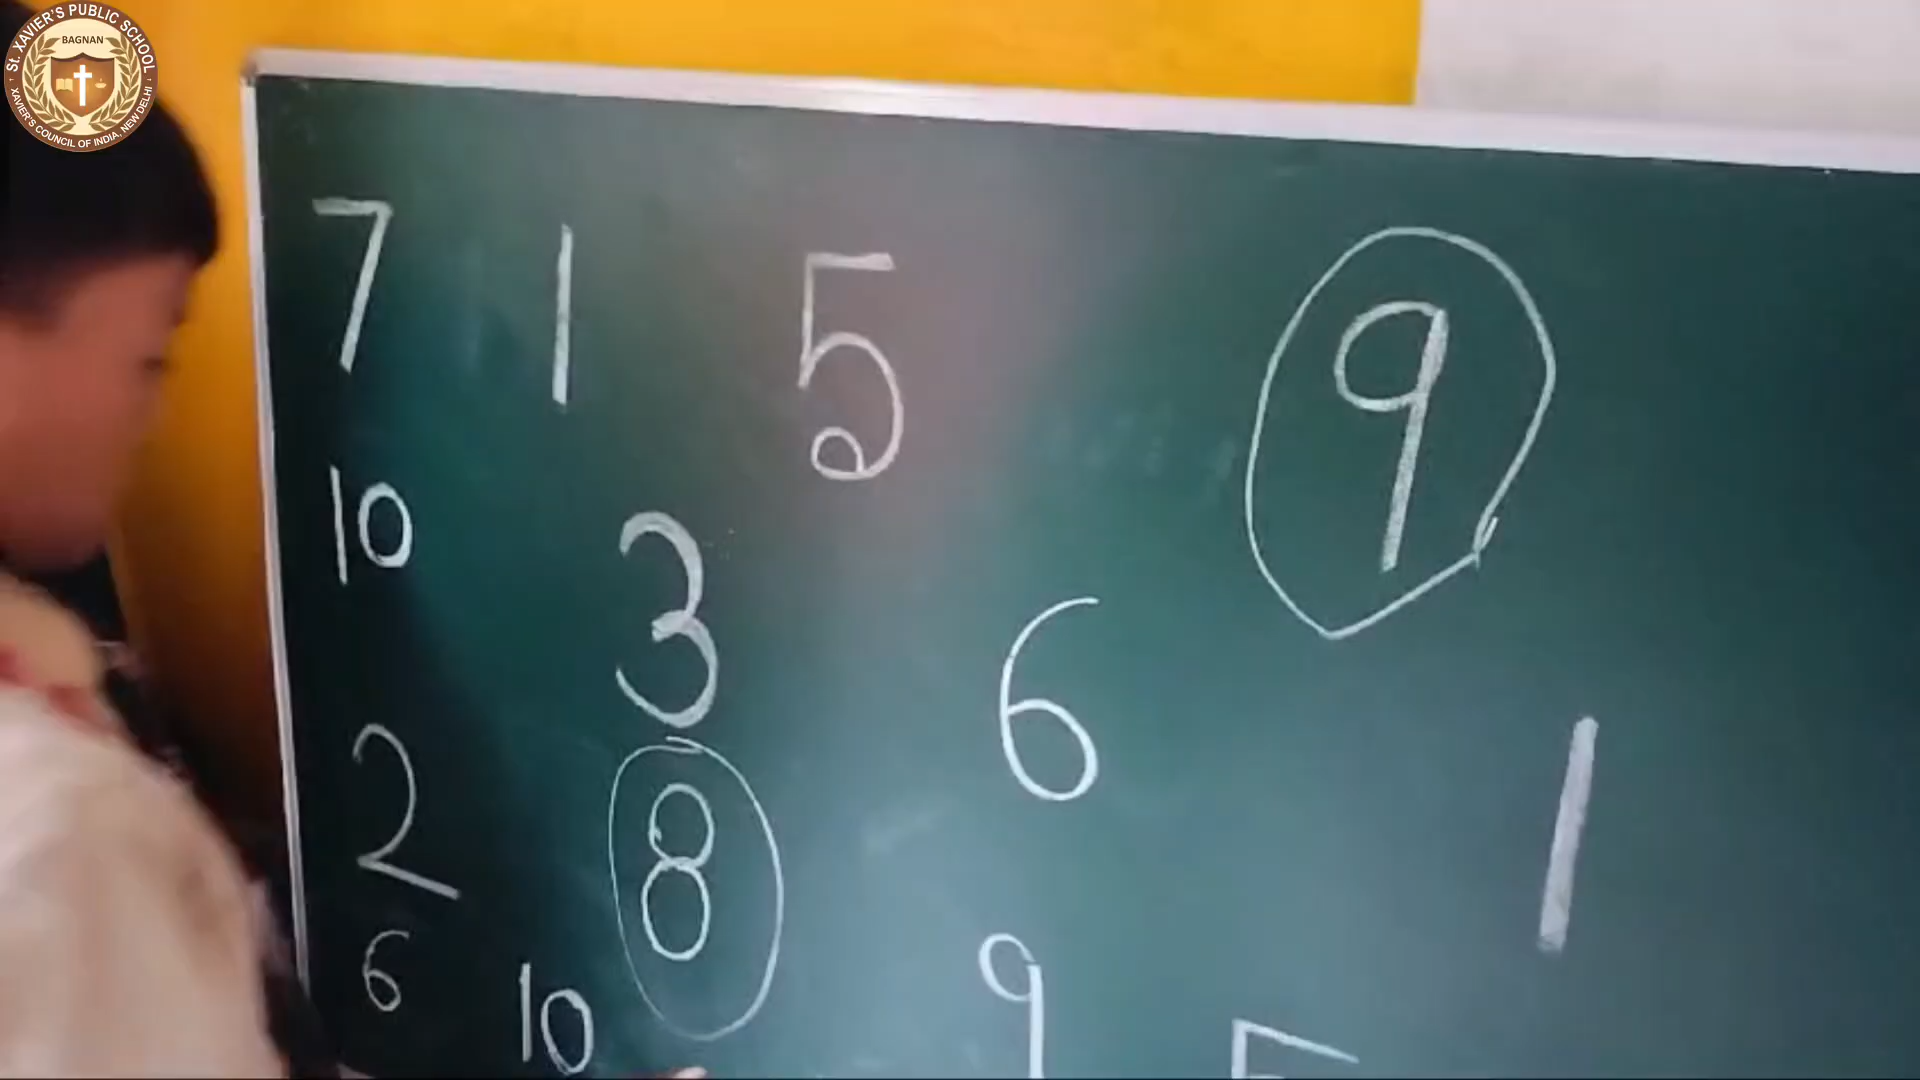 St. XAVIER'S PUBLIC SCHOOL
BAGNAN
XAVIER'S COUNCIL OF INDIA, NEW DELHI
7 1 5 9
10 3 6
2 8 1
6 10 9 5